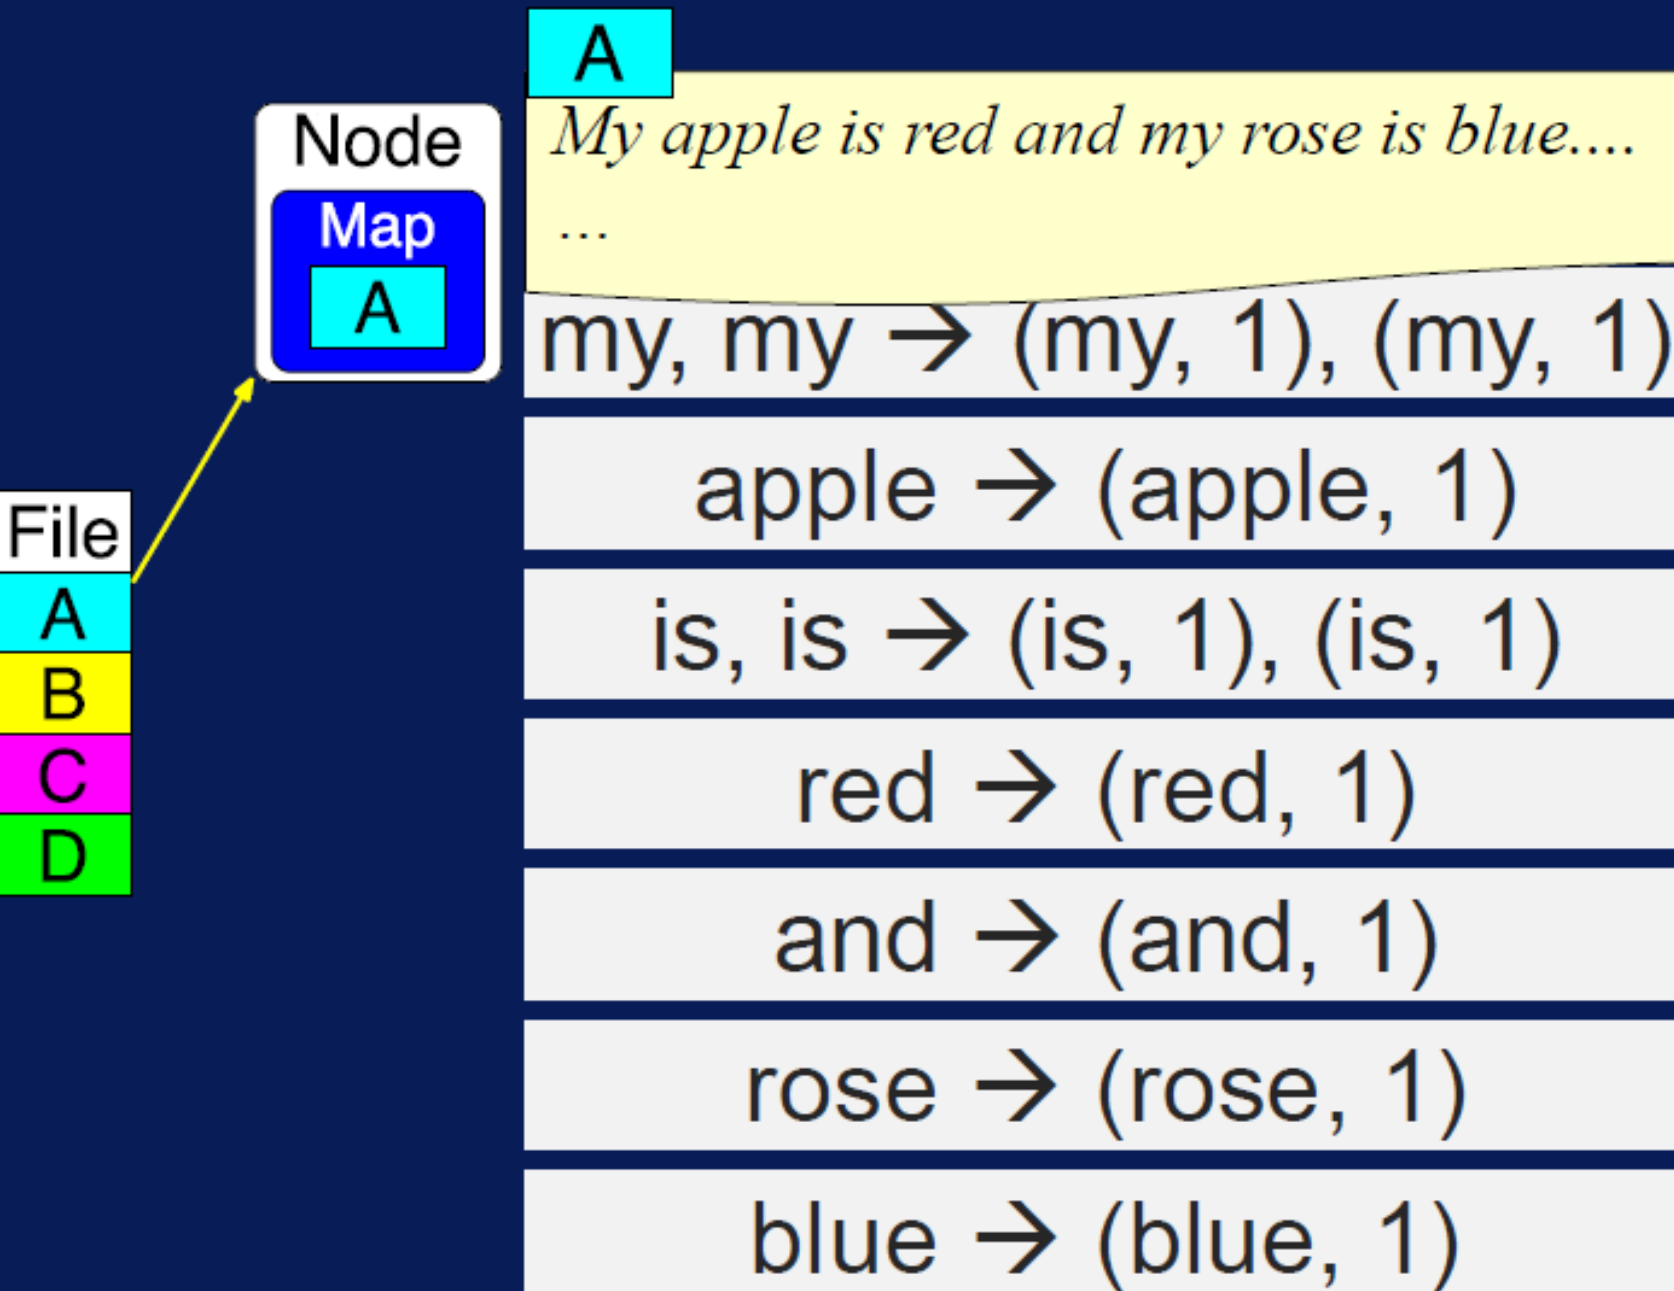 A
My apple is red and my rose is blue....
...
Node
Map
A
File
A
B
C
D
my, my → (my, 1), (my, 1)
apple → (apple, 1)
is, is → (is, 1), (is, 1)
red → (red, 1)
and → (and, 1)
rose → (rose, 1)
blue → (blue, 1)